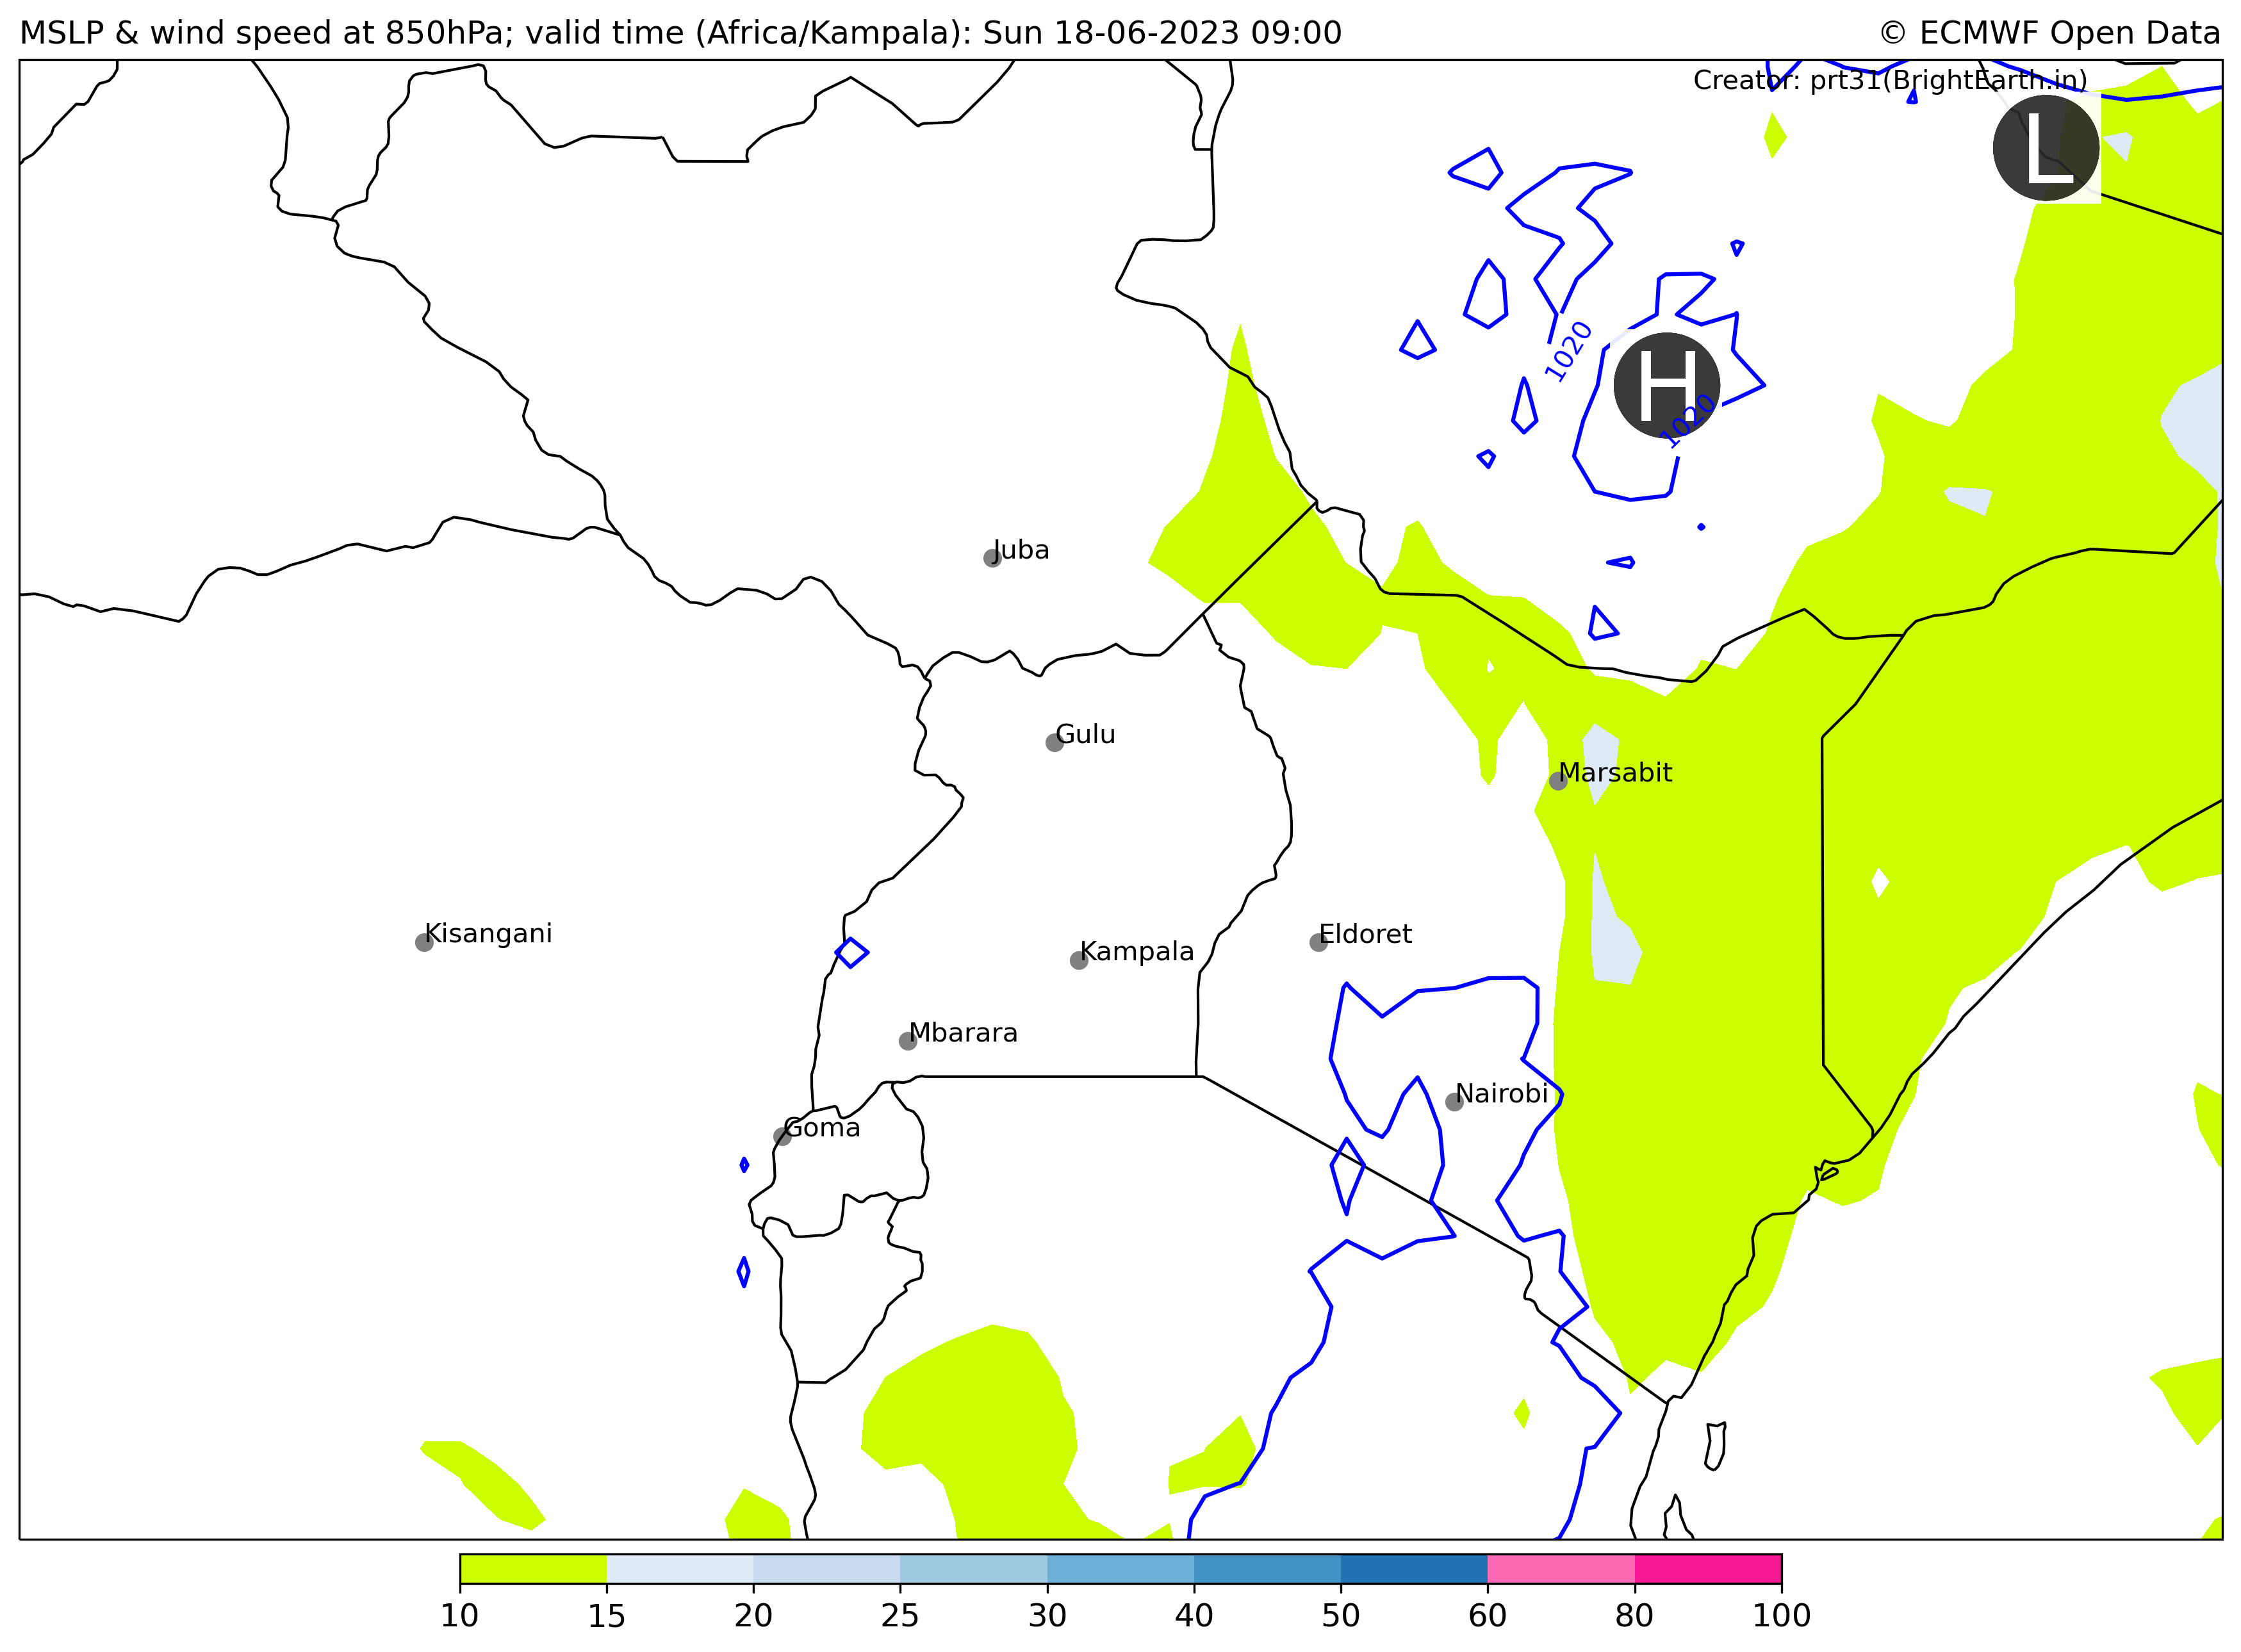 MSLP & wind speed at 850hPa; valid time (Africa/Kampala): Sun 18-06-2023 09:00
© ECMWF Open Data
Creator: prt31(BrightEarth.in)
L
1020
H
1020
Juba
Gulu
Marsabit
Kisangani
Kampala
Eldoret
Mbarara
Nairobi
Goma
10 15 20 25 30 40 50 60 80 100